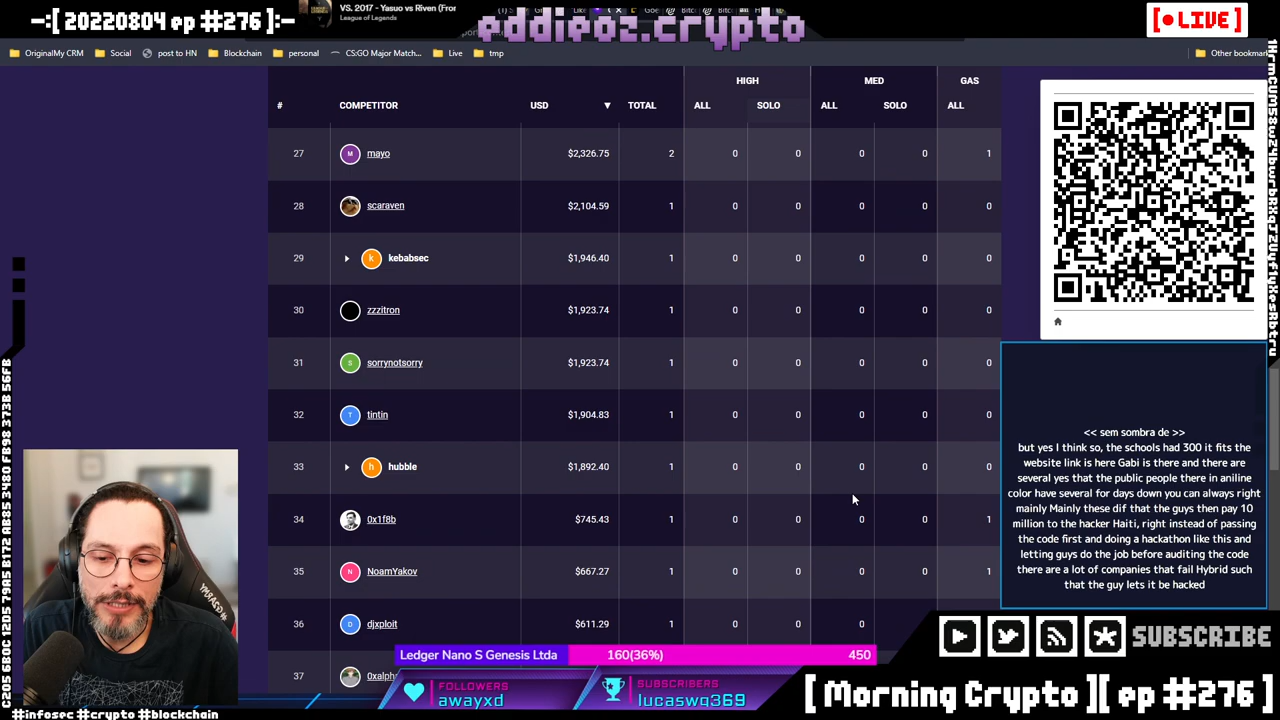 -:[ 20220804 ep #276 ]:-
VS. 2017 - Yasuo vs Riven (Fror
League of Legends
eddieoz.crypto
[ ● LIVE ]
OriginalMy CRM
Social
post to HN
Blockchain
personal
CS:GO Major Match...
Live
tmp
Other bookmar
HIGH
MED
GAS
# COMPETITOR USD ▼ TOTAL ALL SOLO ALL SOLO ALL
27 M mayo $2,326.75 2 0 0 0 0 1
28 scaraven $2,104.59 1 0 0 0 0 0
29 k kebabsec $1,946.40 1 0 0 0 0 0
30 zzzitron $1,923.74 1 0 0 0 0 0
31 S sorrynotsorry $1,923.74 1 0 0 0 0 0
32 T tintin $1,904.83 1 0 0 0 0 0
33 h hubble $1,892.40 1 0 0 0 0 0
34 0x1f8b $745.43 1 0 0 0 0 1
35 N NoamYakov $667.27 1 0 0 0 0 1
36 D djxploit $611.29 1 0 0 0
37
<< sem sombra de >>
but yes I think so, the schools had 300 it fits the
website link is here Gabi is there and there are
several yes that the public people there in aniline
color have several for days down you can always right
mainly Mainly these dif that the guys then pay 10
million to the hacker Haiti, right instead of passing
the code first and doing a hackathon like this and
letting guys do the job before auditing the code
there are a lot of companies that fail Hybrid such
that the guy lets it be hacked
Ledger Nano S Genesis Ltda
160(36%)
450
FOLLOWERS
awayxd
SUBSCRIBERS
lucaswq369
SUBSCRIBE
[ Morning Crypto ][ ep #276 ]
#infosec #crypto #blockchain